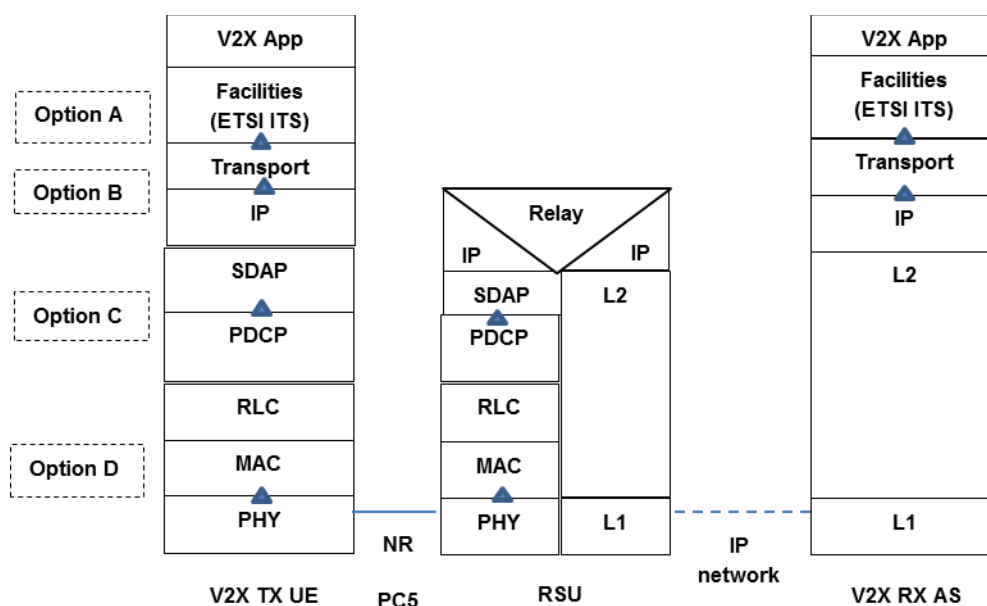 V2X App
V2X App
Facilities
(ETSI ITS)
Facilities
(ETSI ITS)
Option A
Transport
Transport
Option B
IP
Relay
IP
IP
IP
SDAP
SDAP
L2
L2
Option C
PDCP
PDCP
RLC
RLC
Option D
MAC
MAC
PHY
PHY
L1
L1
NR
PC5
IP
network
V2X TX UE
RSU
V2X RX AS